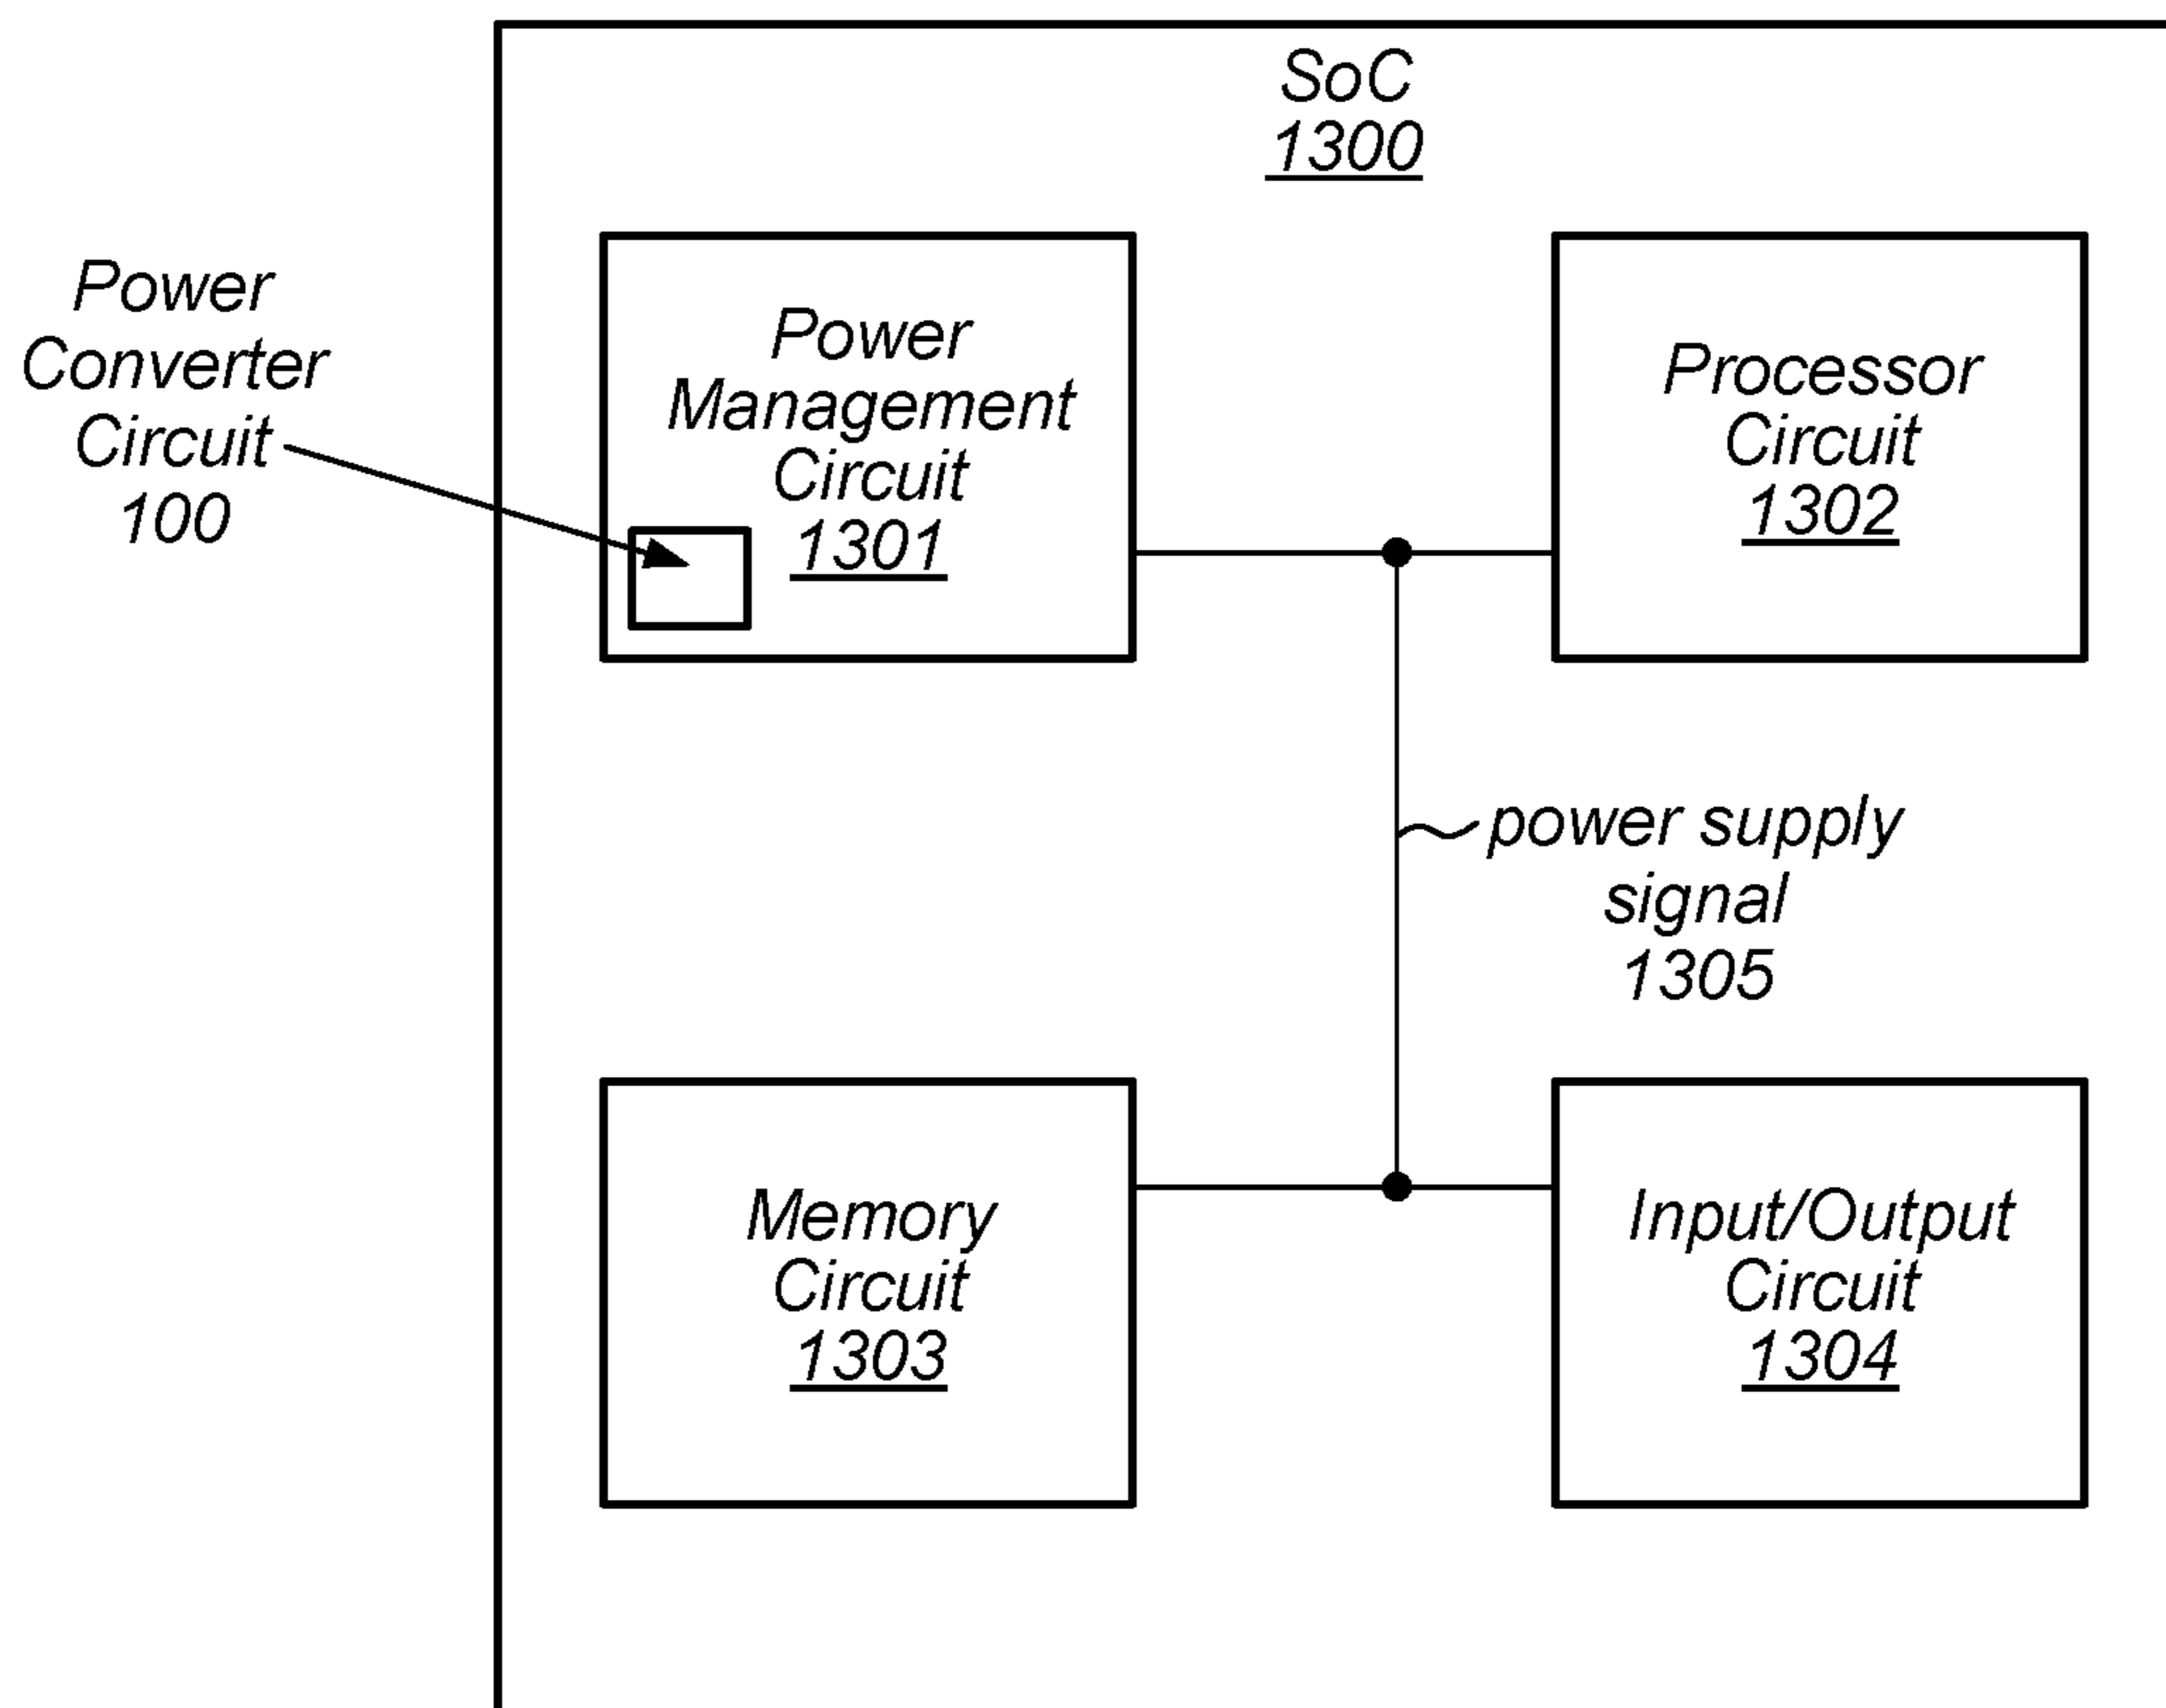 SoC
1300
Power
Converter
Circuit
100
Power
Management
Circuit
1301
Processor
Circuit
1302
power supply
signal
1305
Memory
Circuit
1303
Input/Output
Circuit
1304